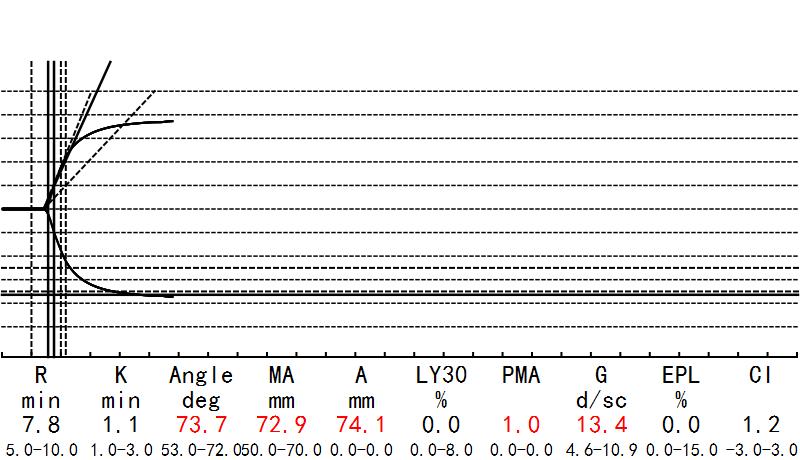 R K Angle MA A LY30 PMA G EPL CI
min min deg mm mm % d/sc %
7.8 1.1 73.7 72.9 74.1 0.0 1.0 13.4 0.0 1.2
5.0-10.0 1.0-3.0 53.0-72.0 50.0-70.0 0.0-0.0 0.0-8.0 0.0-0.0 4.6-10.9 0.0-15.0 -3.0-3.0